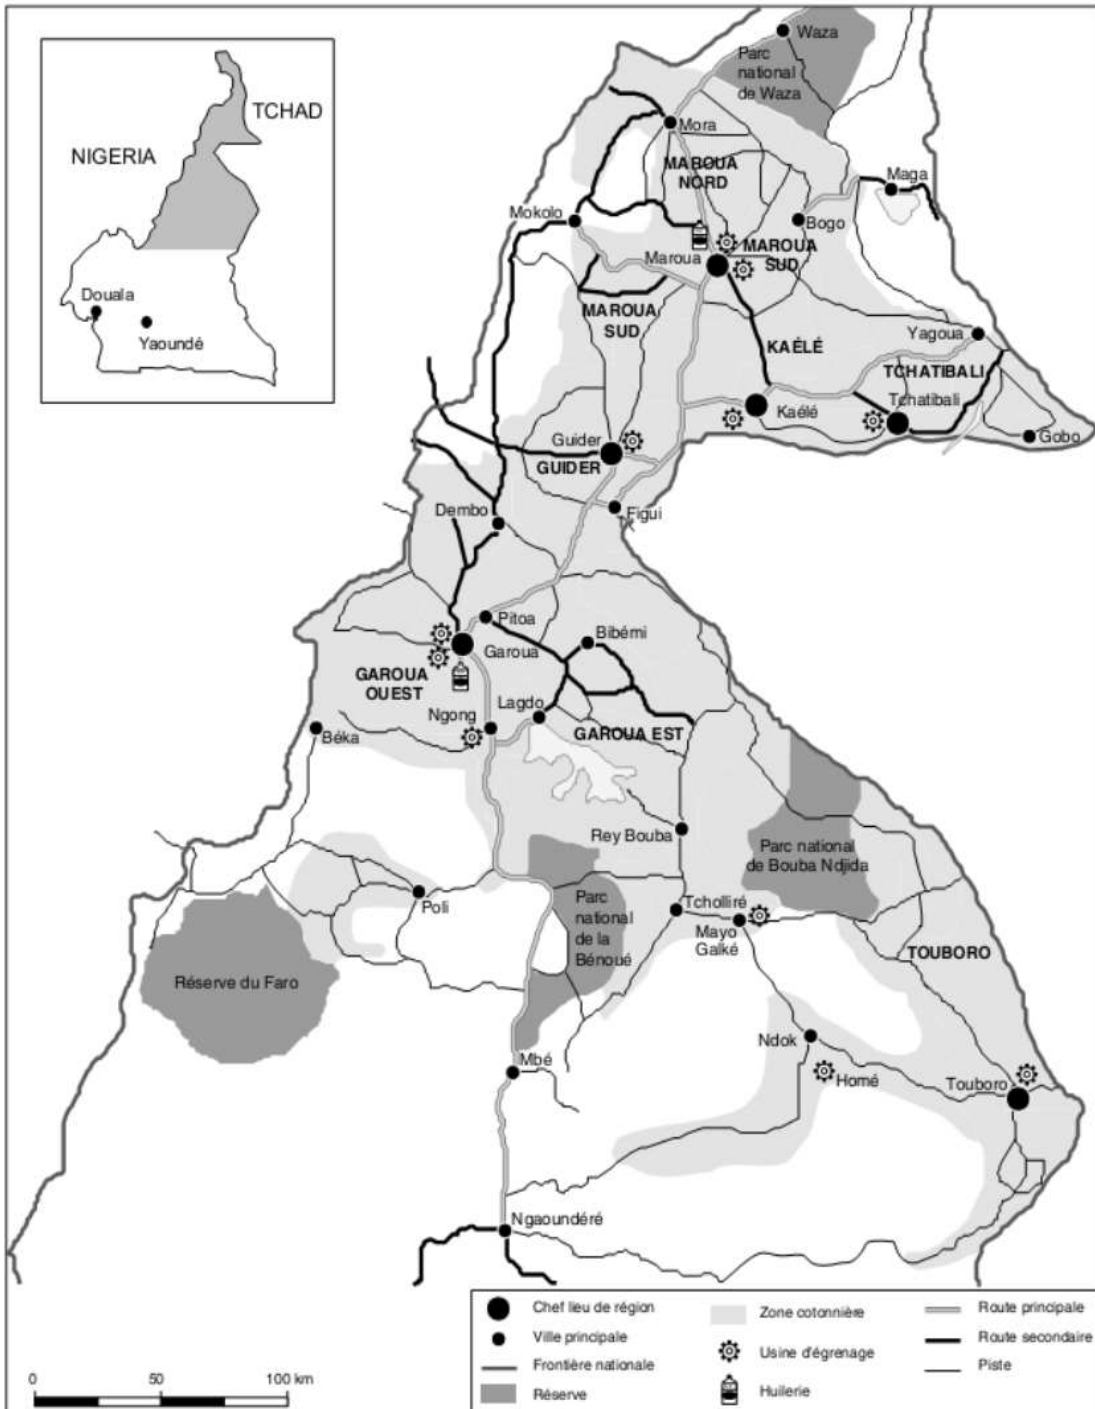 TCHAD
NIGERIA
Douala
Yaoundé
Waza
Parc
national
de Waza
Mora
MAROUA
NORD
Maga
Mokolo
Bogo
Maroua
MAROUA
SUD
MAROUA
SUD
Yagoua
KAÉLÉ
TCHATIBALI
Tchatibali
Kaélé
Gobo
Guider
GUIDER
Figui
Dembo
Pitoa
Bibémi
Garoua
GAROUA
OUEST
Lagdo
Ngong
GAROUA EST
Béka
Rey Bouba
Parc national
de Bouba Ndjida
Poli
Parc
national
de la
Bénoué
Tcholliré
Mayo
Galké
TOUBORO
Réserve du Faro
Ndok
Homé
Touboro
Mbé
Ngaoundéré
Chef lieu de région
Ville principale
Frontière nationale
Réserve
Zone cotonnière
Usine d'égrenage
Huilerie
Route principale
Route secondaire
Piste
0 50 100 km